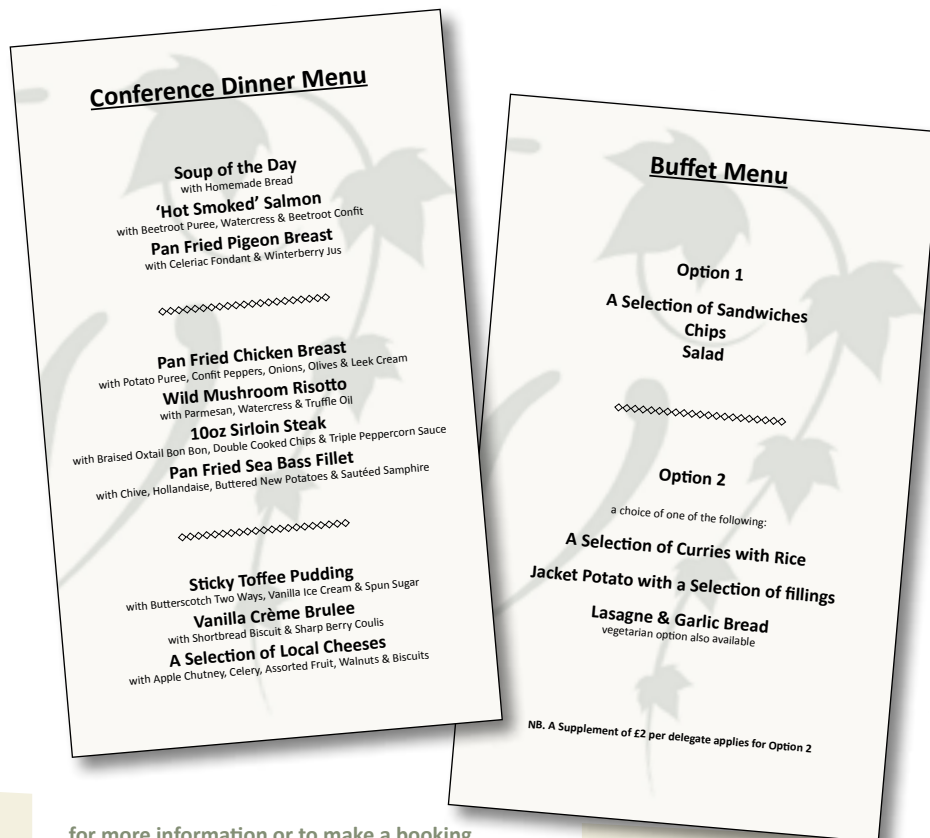 Conference Dinner Menu
Soup of the Day
with Homemade Bread
‘Hot Smoked’ Salmon
with Beetroot Puree, Watercress & Beetroot Confit
Pan Fried Pigeon Breast
with Celeriac Fondant & Winterberry Jus
Pan Fried Chicken Breast
with Potato Puree, Confit Peppers, Onions, Olives & Leek Cream
Wild Mushroom Risotto
with Parmesan, Watercress & Truffle Oil
10oz Sirloin Steak
with Braised Oxtail Bon Bon, Double Cooked Chips & Triple Peppercorn Sauce
Pan Fried Sea Bass Fillet
with Chive, Hollandaise, Buttered New Potatoes & Sautéed Samphire
Sticky Toffee Pudding
with Butterscotch Two Ways, Vanilla Ice Cream & Spun Sugar
Vanilla Crème Brulee
with Shortbread Biscuit & Sharp Berry Coulis
A Selection of Local Cheeses
with Apple Chutney, Celery, Assorted Fruit, Walnuts & Biscuits
Buffet Menu
Option 1
A Selection of Sandwiches
Chips
Salad
Option 2
a choice of one of the following:
A Selection of Curries with Rice
Jacket Potato with a Selection of fillings
Lasagne & Garlic Bread
vegetarian option also available
NB. A Supplement of £2 per delegate applies for Option 2
for more information or to make a booking